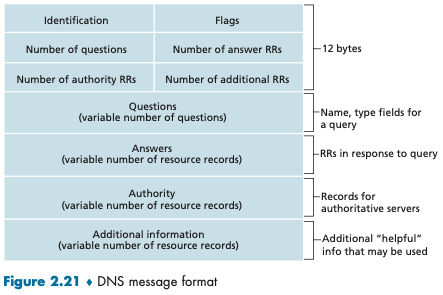 Identification Flags
Number of questions Number of answer RRs 12 bytes
Number of authority RRs Number of additional RRs
Questions
(variable number of questions)
Name, type fields for
a query
Answers
(variable number of resource records)
RRs in response to query
Authority
(variable number of resource records)
Records for
authoritative servers
Additional information
(variable number of resource records)
Additional “helpful”
info that may be used
Figure 2.21 ♦ DNS message format